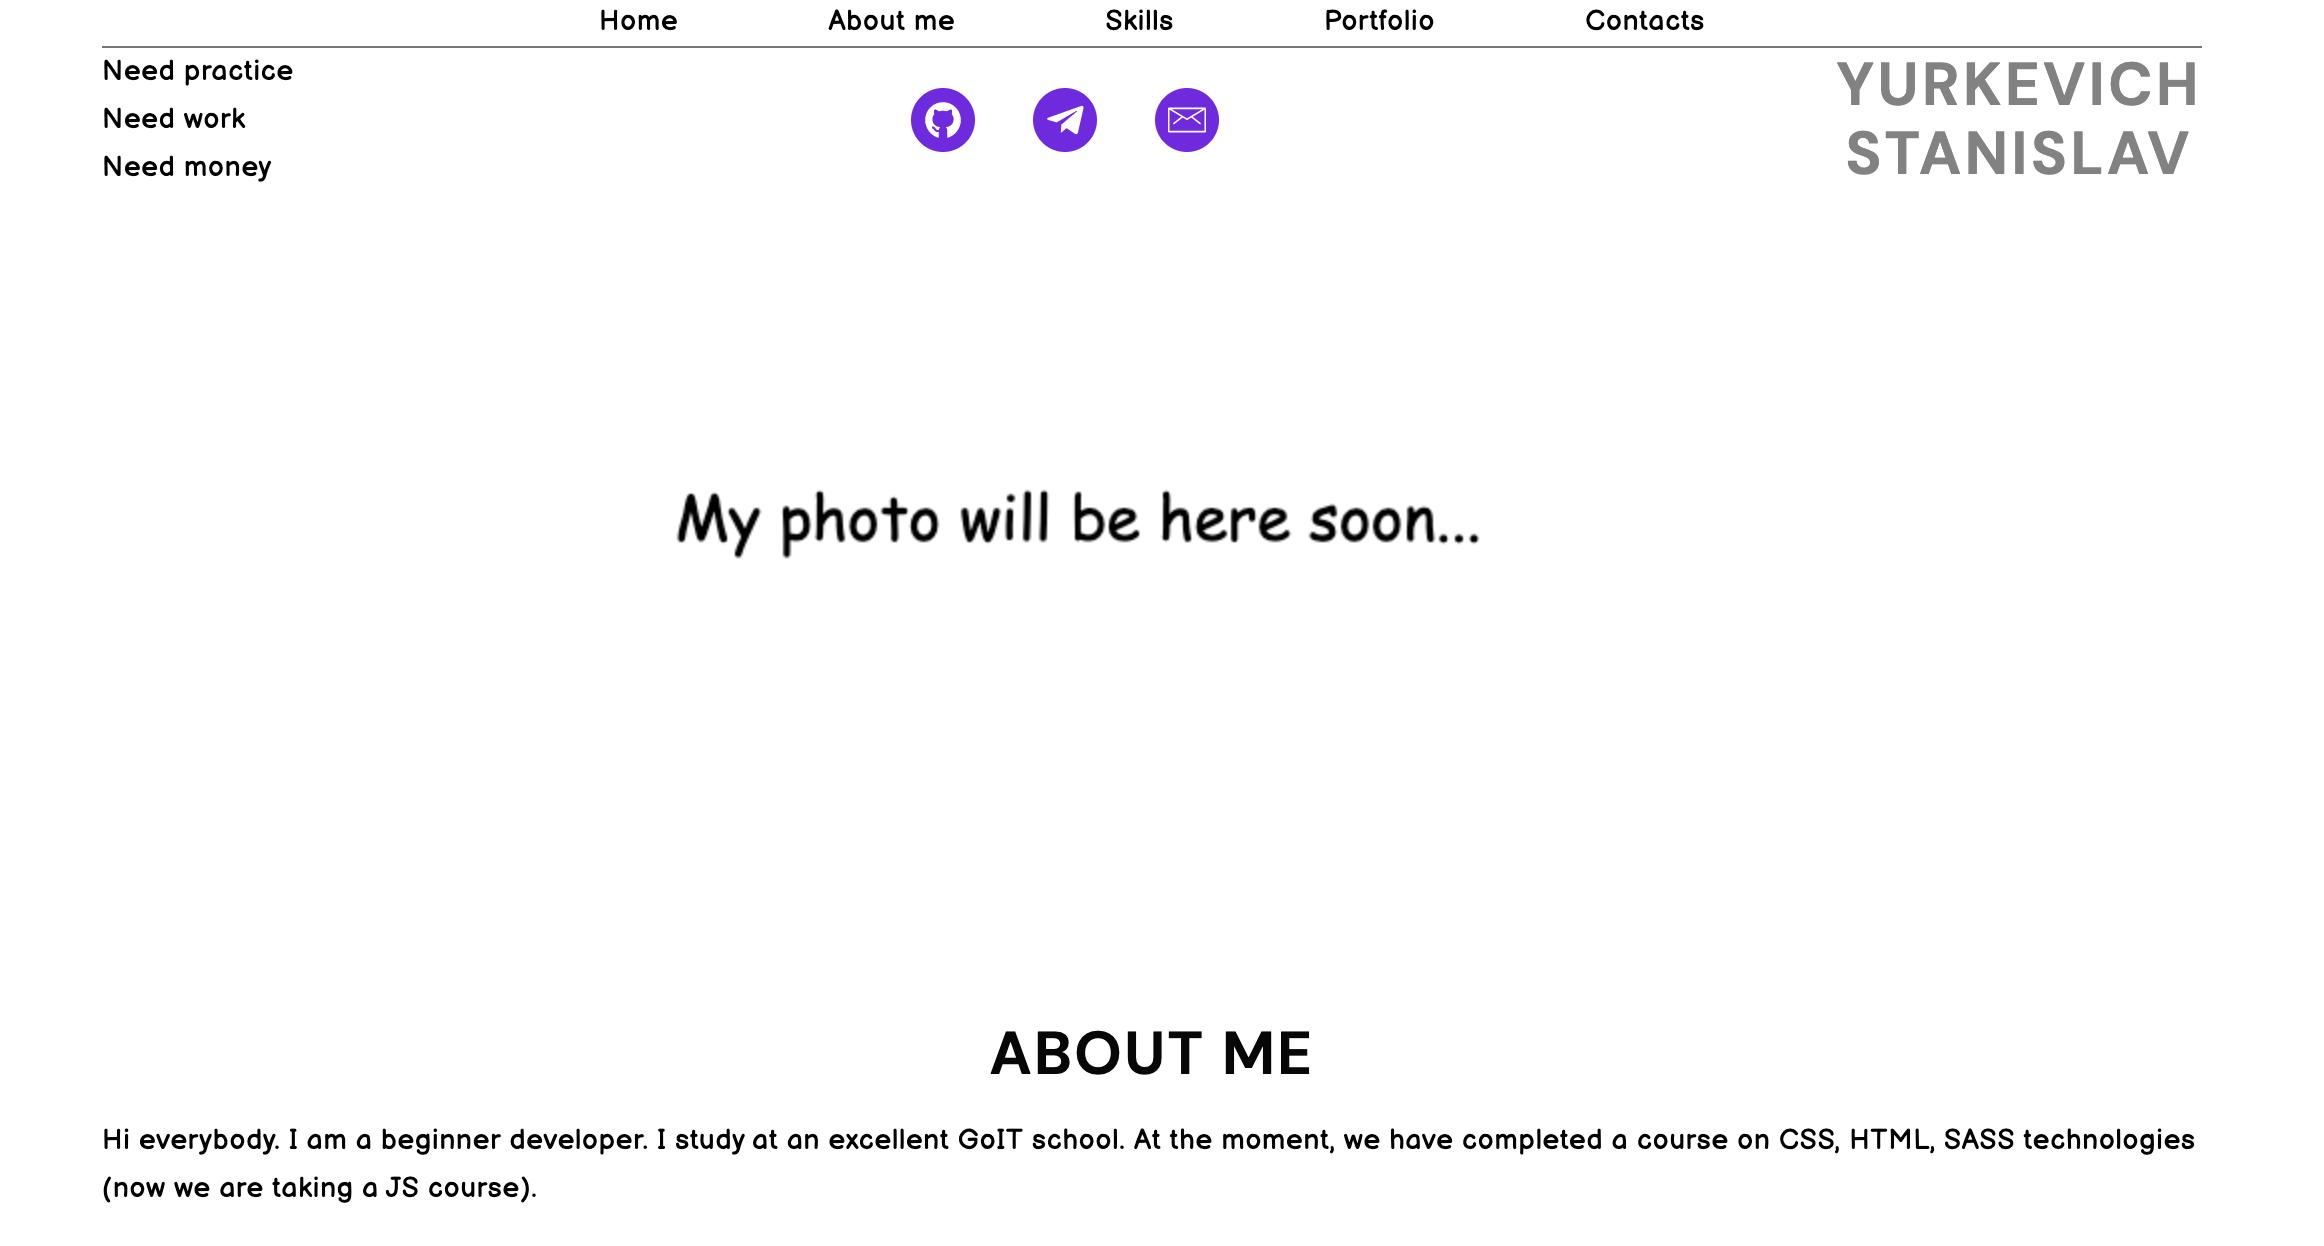 Home About me Skills Portfolio Contacts
Need practice
Need work
Need money
YURKEVICH
STANISLAV
My photo will be here soon...
ABOUT ME
Hi everybody. I am a beginner developer. I study at an excellent GoIT school. At the moment, we have completed a course on CSS, HTML, SASS technologies
(now we are taking a JS course).